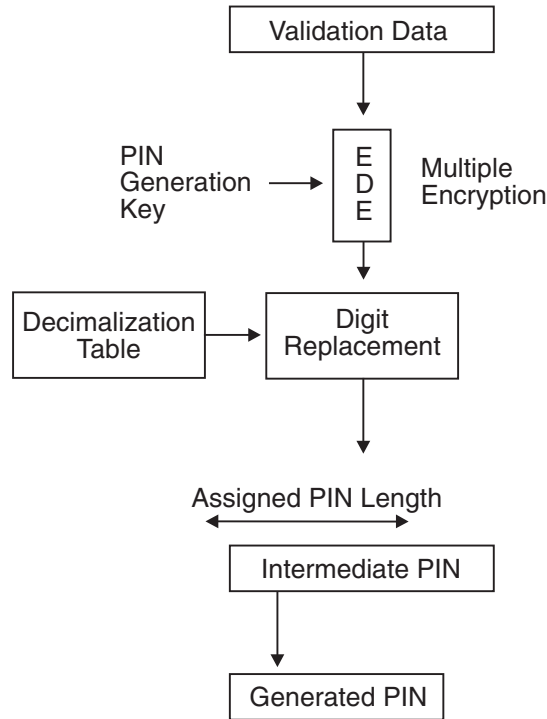 Validation Data
PIN
Generation
Key
E
D
E
Multiple
Encryption
Decimalization
Table
Digit
Replacement
Assigned PIN Length
Intermediate PIN
Generated PIN